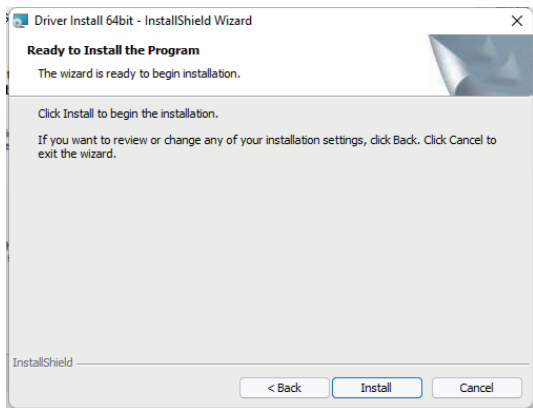 Driver Install 64bit - InstallShield Wizard
Ready to Install the Program
The wizard is ready to begin installation.
Click Install to begin the installation.
If you want to review or change any of your installation settings, click Back. Click Cancel to
exit the wizard.
InstallShield
< Back Install Cancel